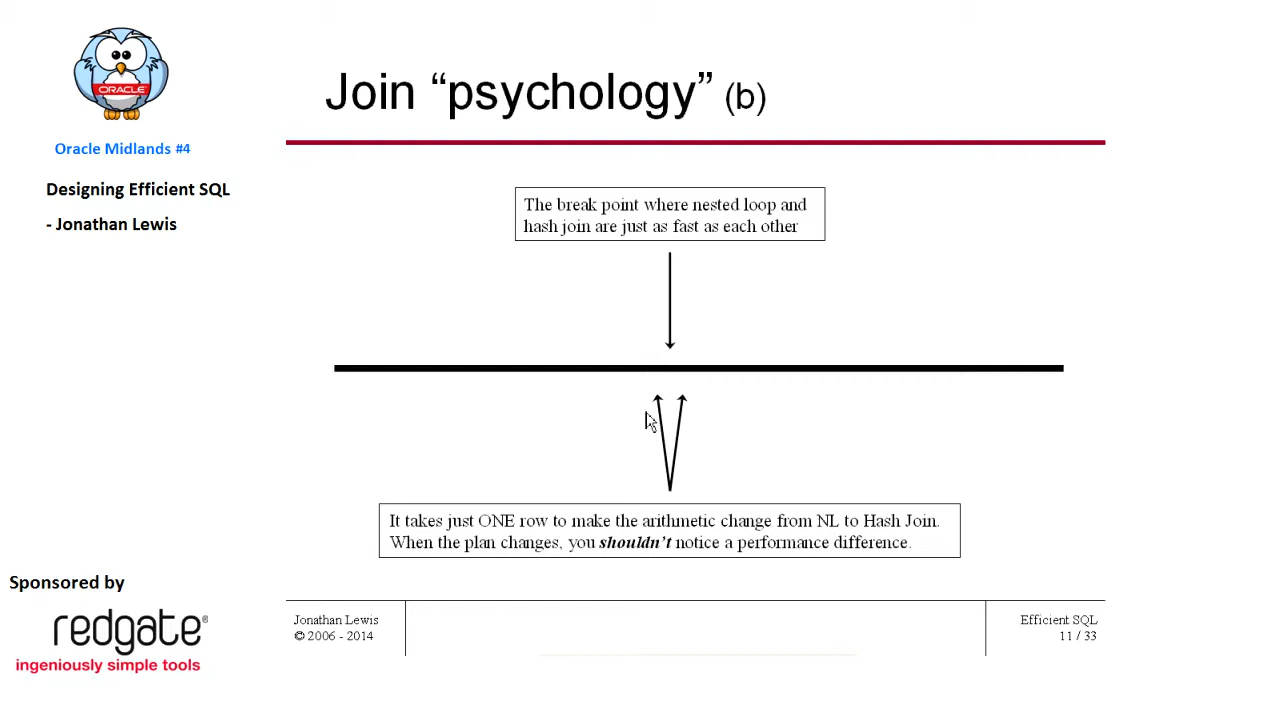 ORACLE
Oracle Midlands #4
Designing Efficient SQL
- Jonathan Lewis
Join “psychology” (b)
The break point where nested loop and
hash join are just as fast as each other
It takes just ONE row to make the arithmetic change from NL to Hash Join.
When the plan changes, you shouldn't notice a performance difference.
Sponsored by
redgate®
ingeniously simple tools
Jonathan Lewis
© 2006 - 2014
Efficient SQL
11 / 33